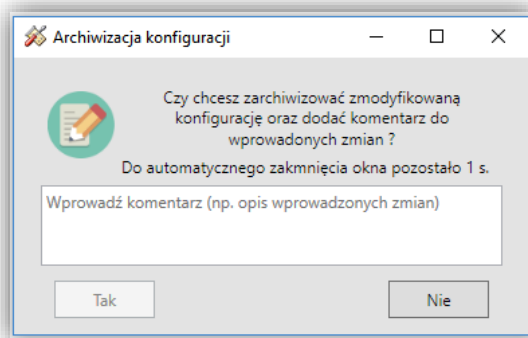 Archiwizacja konfiguracji
Czy chcesz zarchiwizować zmodyfikowaną
konfigurację oraz dodać komentarz do
wprowadzonych zmian ?
Do automatycznego zakmnięcia okna pozostało 1 s.
Wprowadź komentarz (np. opis wprowadzonych zmian)
Tak
Nie